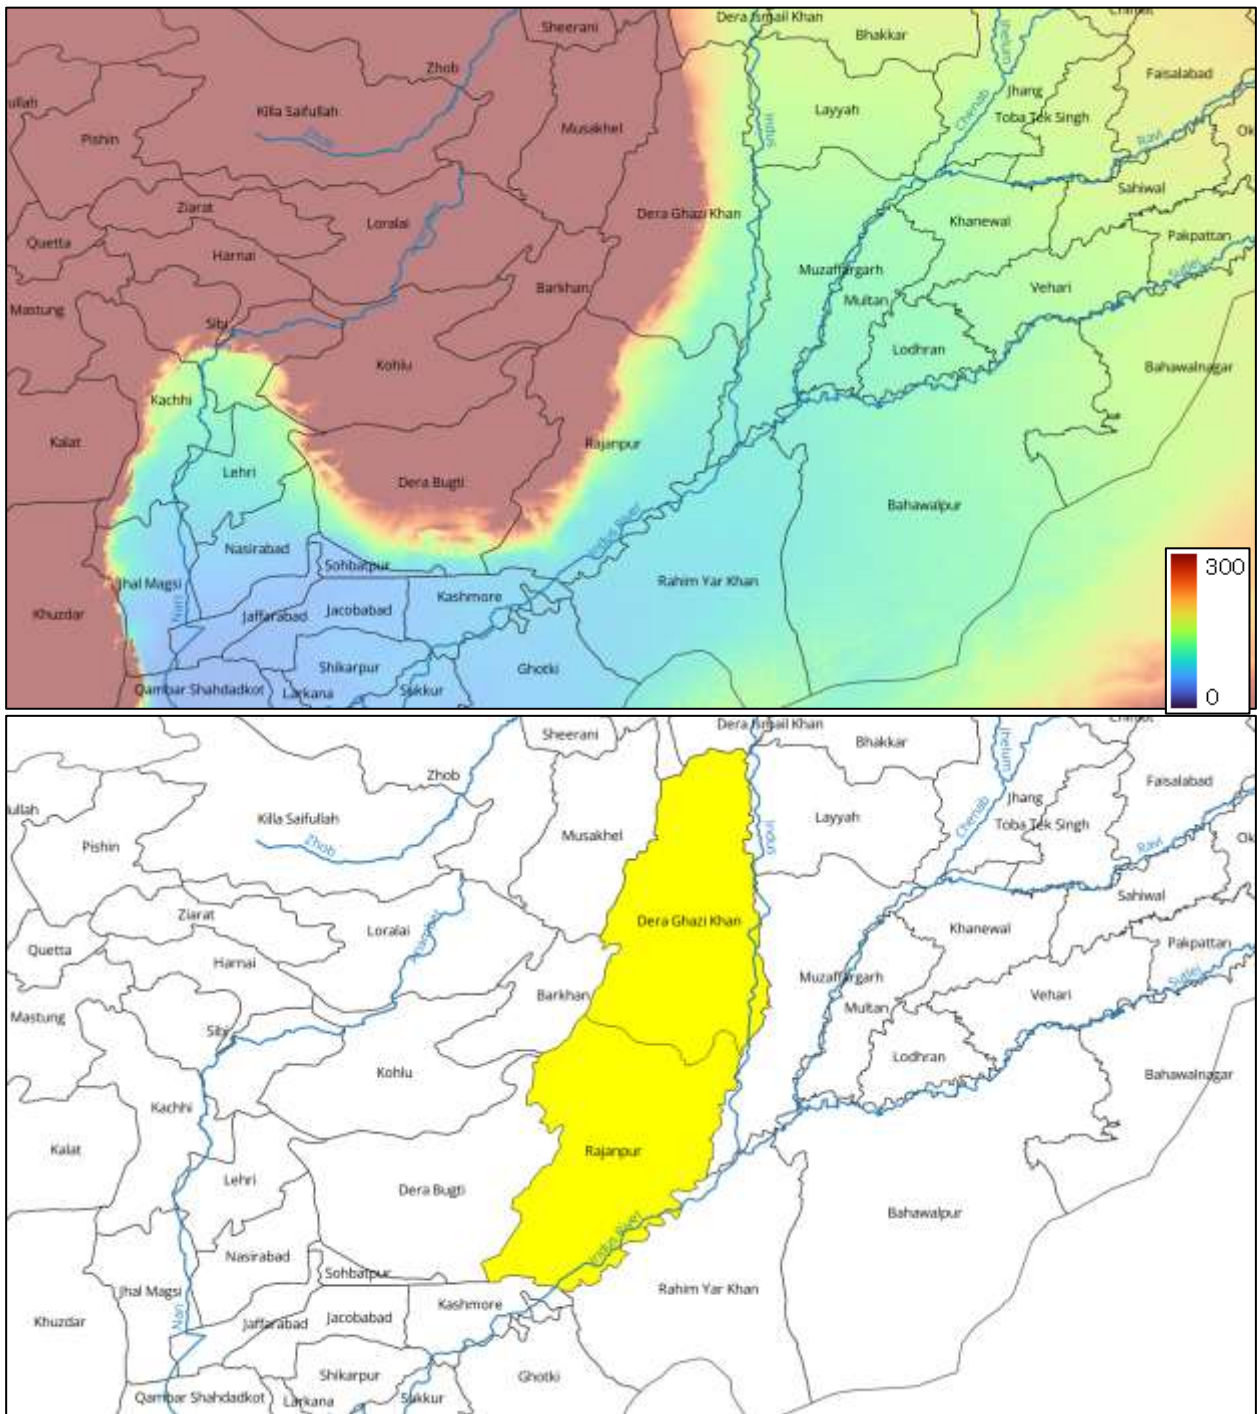 Dera Ismail Khan
Sheerani
Bhakkar
Jhelum
Zhob
Faisalabad
ullah
Killa Saifullah
Layyah
Jhang
Chenab
Toba Tek Singh
Indus
Musakhel
Pishin
Zhob
Ravi
Ok
Sahiwal
Ziarat
Dera Ghazi Khan
Loralai
Khanewal
Quetta
Harnai
Pakpattan
Muzaffargarh
Sutlej
Barkhan
Multan
Vehari
Mastung
Sibi
Lodhran
Kohlu
Bahawalnagar
Kachhi
Kalat
Rajanpur
Lehri
Dera Bugti
Bahawalpur
Indus River
Nasirabad
Sohbatpur
300
Jhal Magsi
Rahim Yar Khan
Kashmore
Nari
Khuzdar
Jaffarabad
Jacobabad
Shikarpur
Ghotki
Qambar Shahdadkot
Larkana
Sukkur
0
Dera Ismail Khan
Sheerani
Bhakkar
Jhelum
Zhob
Faisalabad
ullah
Killa Saifullah
Layyah
Jhang
Chenab
Toba Tek Singh
Indus
Musakhel
Pishin
Zhob
Ravi
Ok
Sahiwal
Ziarat
Dera Ghazi Khan
Loralai
Khanewal
Quetta
Harnai
Pakpattan
Muzaffargarh
Sutlej
Barkhan
Multan
Vehari
Mastung
Sibi
Lodhran
Kohlu
Bahawalnagar
Kachhi
Kalat
Rajanpur
Lehri
Dera Bugti
Bahawalpur
Indus River
Nasirabad
Sohbatpur
Jhal Magsi
Rahim Yar Khan
Kashmore
Nari
Khuzdar
Jaffarabad
Jacobabad
Shikarpur
Ghotki
Qambar Shahdadkot
Larkana
Sukkur